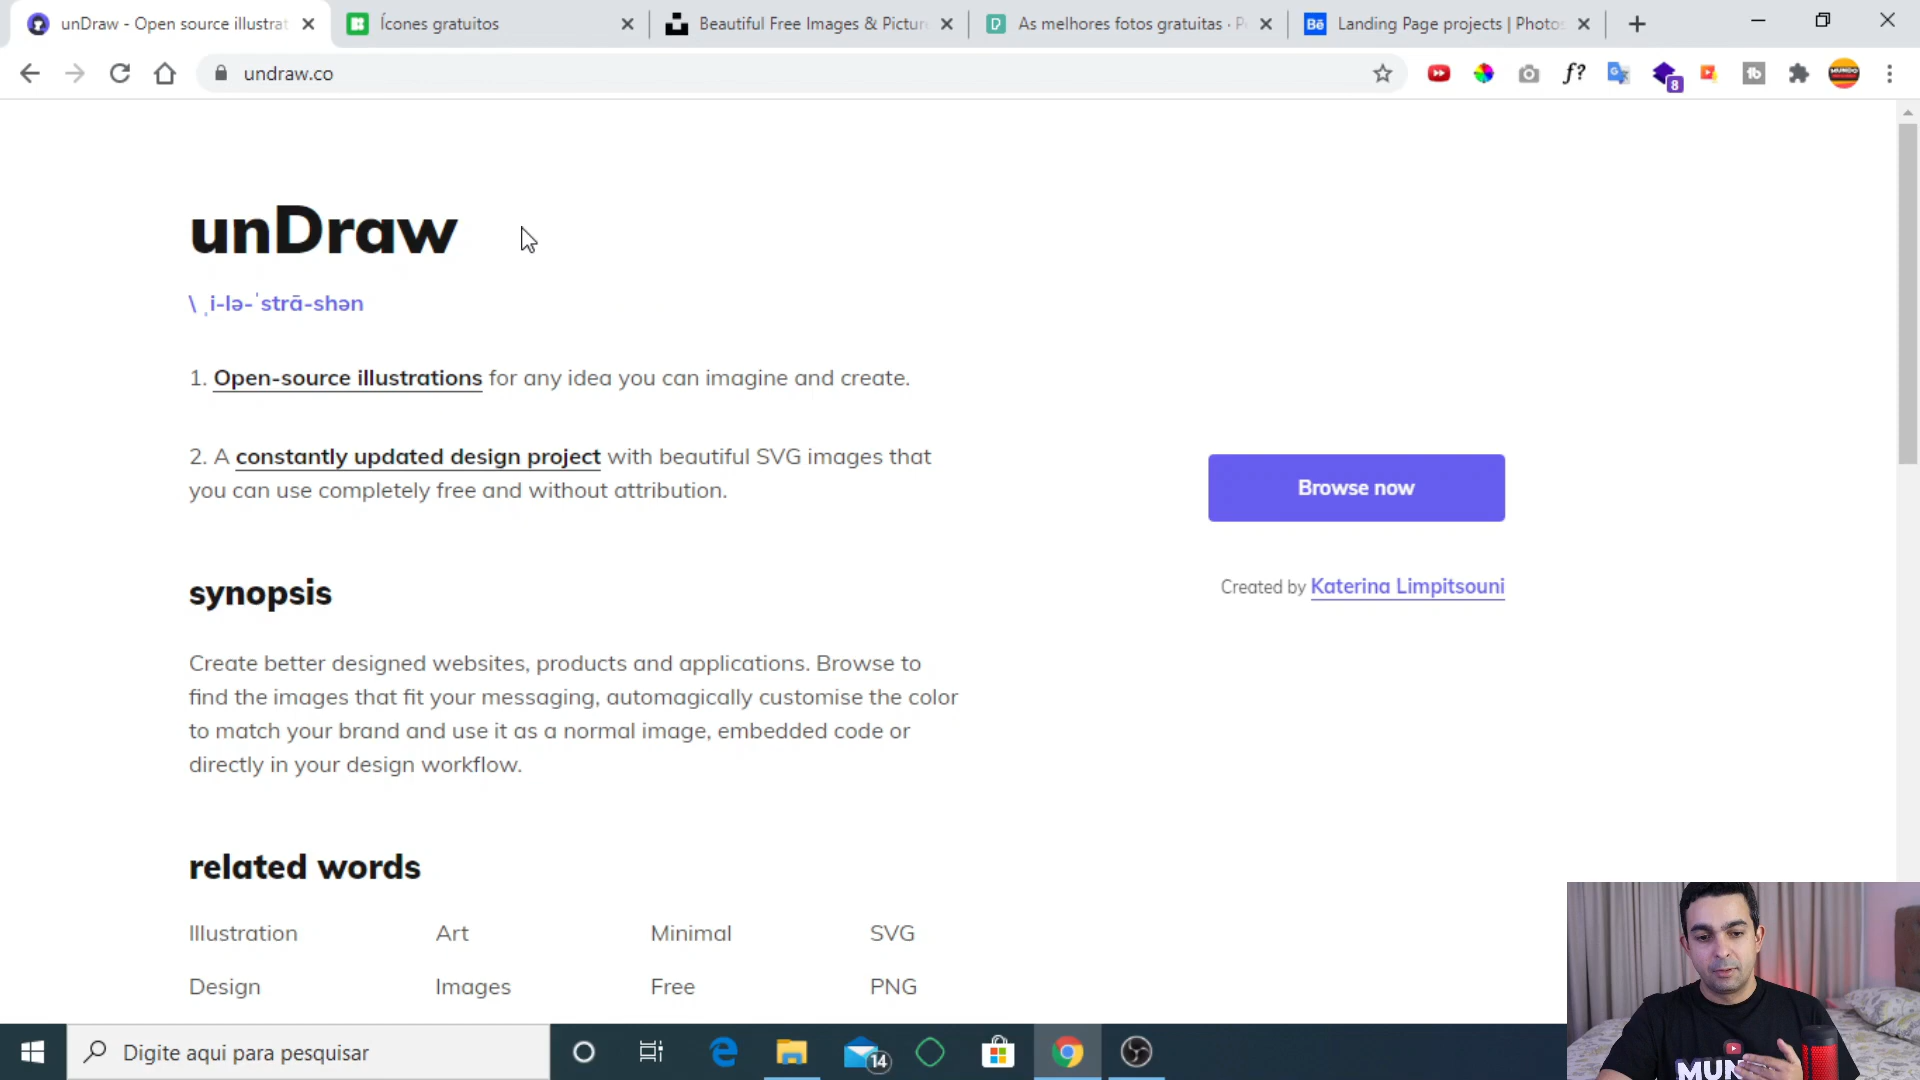 unDraw - Open source illustrat
Ícones gratuitos
Beautiful Free Images & Pictur
As melhores fotos gratuitas · P
Bē
Landing Page projects | Photos
undraw.co
f?
8
unDraw
\ ˌi-lə-ˈstrā-shən
1. Open-source illustrations for any idea you can imagine and create.
2. A constantly updated design project with beautiful SVG images that
you can use completely free and without attribution.
Browse now
Created by Katerina Limpitsouni
synopsis
Create better designed websites, products and applications. Browse to
find the images that fit your messaging, automagically customise the color
to match your brand and use it as a normal image, embedded code or
directly in your design workflow.
related words
Illustration
Art
Minimal
SVG
Design
Images
Free
PNG
Digite aqui para pesquisar
14